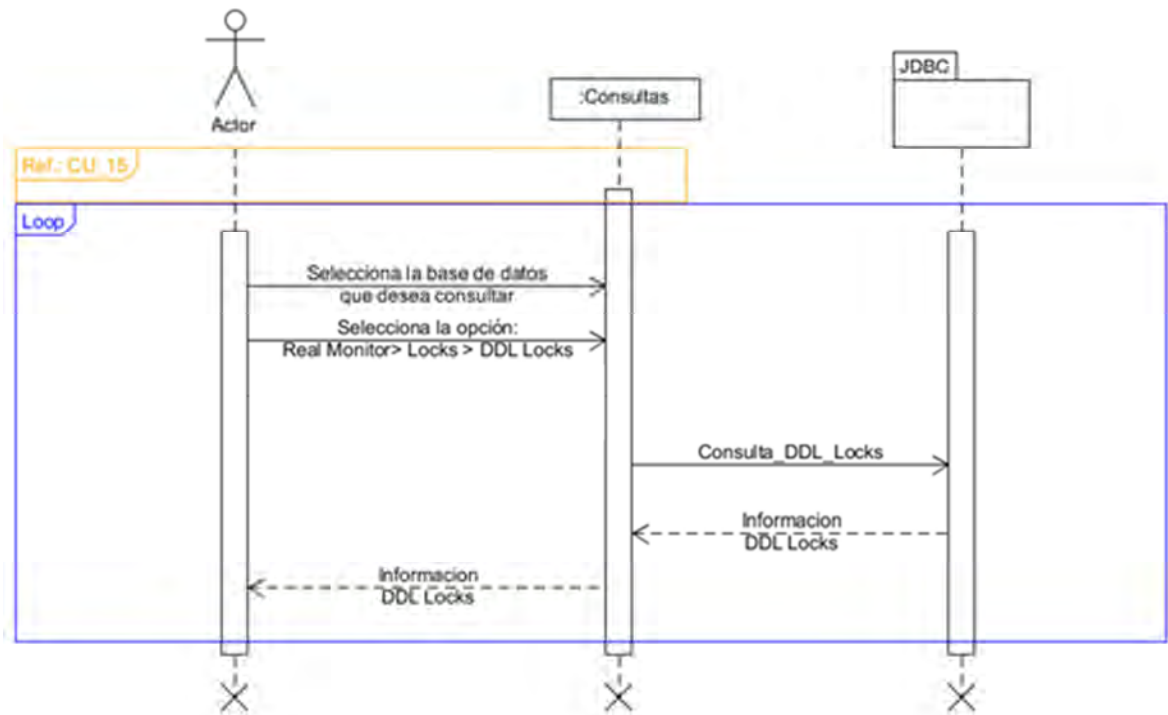 JDBC
:Consultas
Actor
Ref.: CU_15
Loop
Selecciona la base de datos
que desea consultar
Selecciona la opción:
Real Monitor> Locks > DDL Locks
Consulta_DDL_Locks
Informacion
DDL Locks
Informacion
DDL Locks